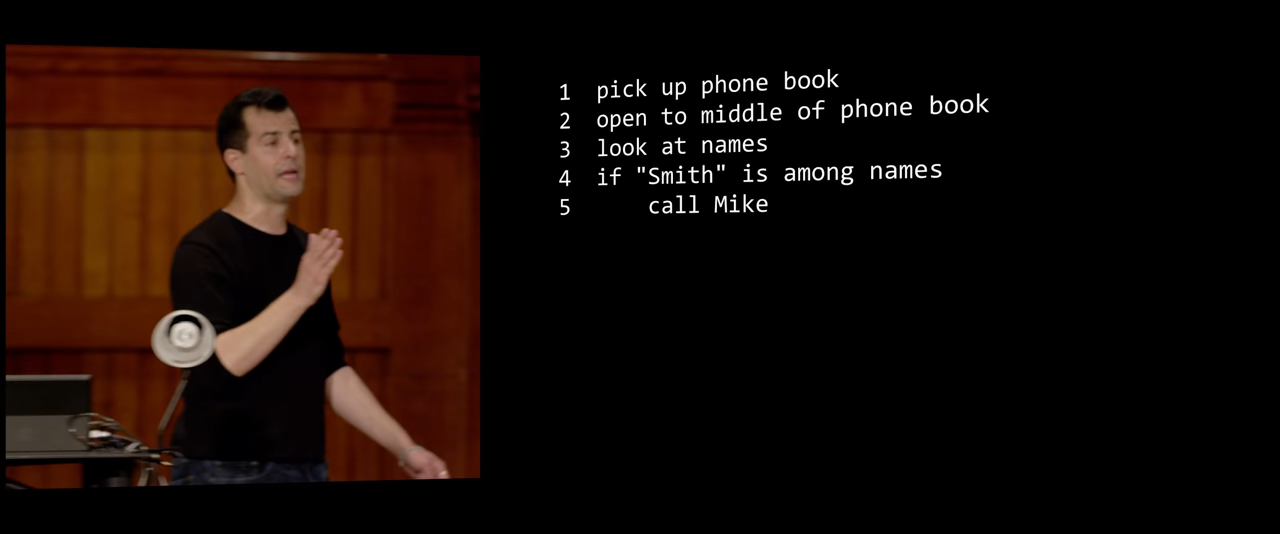 1 pick up phone book
2 open to middle of phone book
3 look at names
4 if "Smith" is among names
5     call Mike